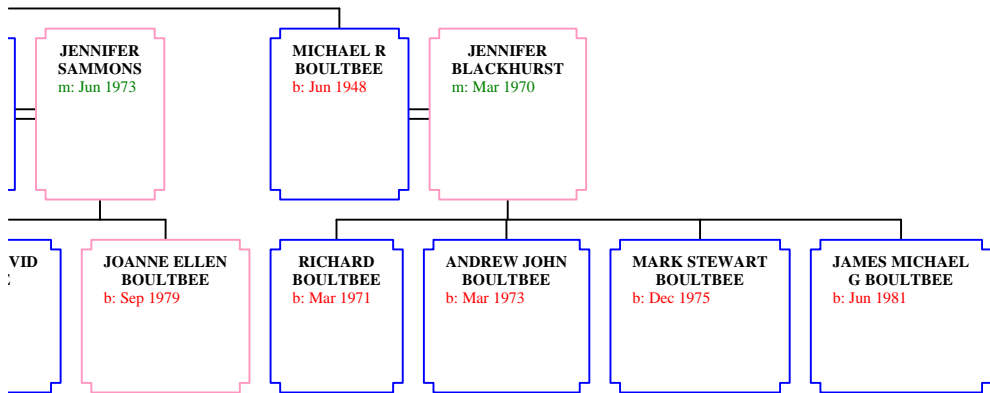 JENNIFER
SAMMONS
m: Jun 1973
MICHAEL R
BOULTBEE
b: Jun 1948
JENNIFER
BLACKHURST
m: Mar 1970
VID
JOANNE ELLEN
BOULTBEE
b: Sep 1979
RICHARD
BOULTBEE
b: Mar 1971
ANDREW JOHN
BOULTBEE
b: Mar 1973
MARK STEWART
BOULTBEE
b: Dec 1975
JAMES MICHAEL
G BOULTBEE
b: Jun 1981